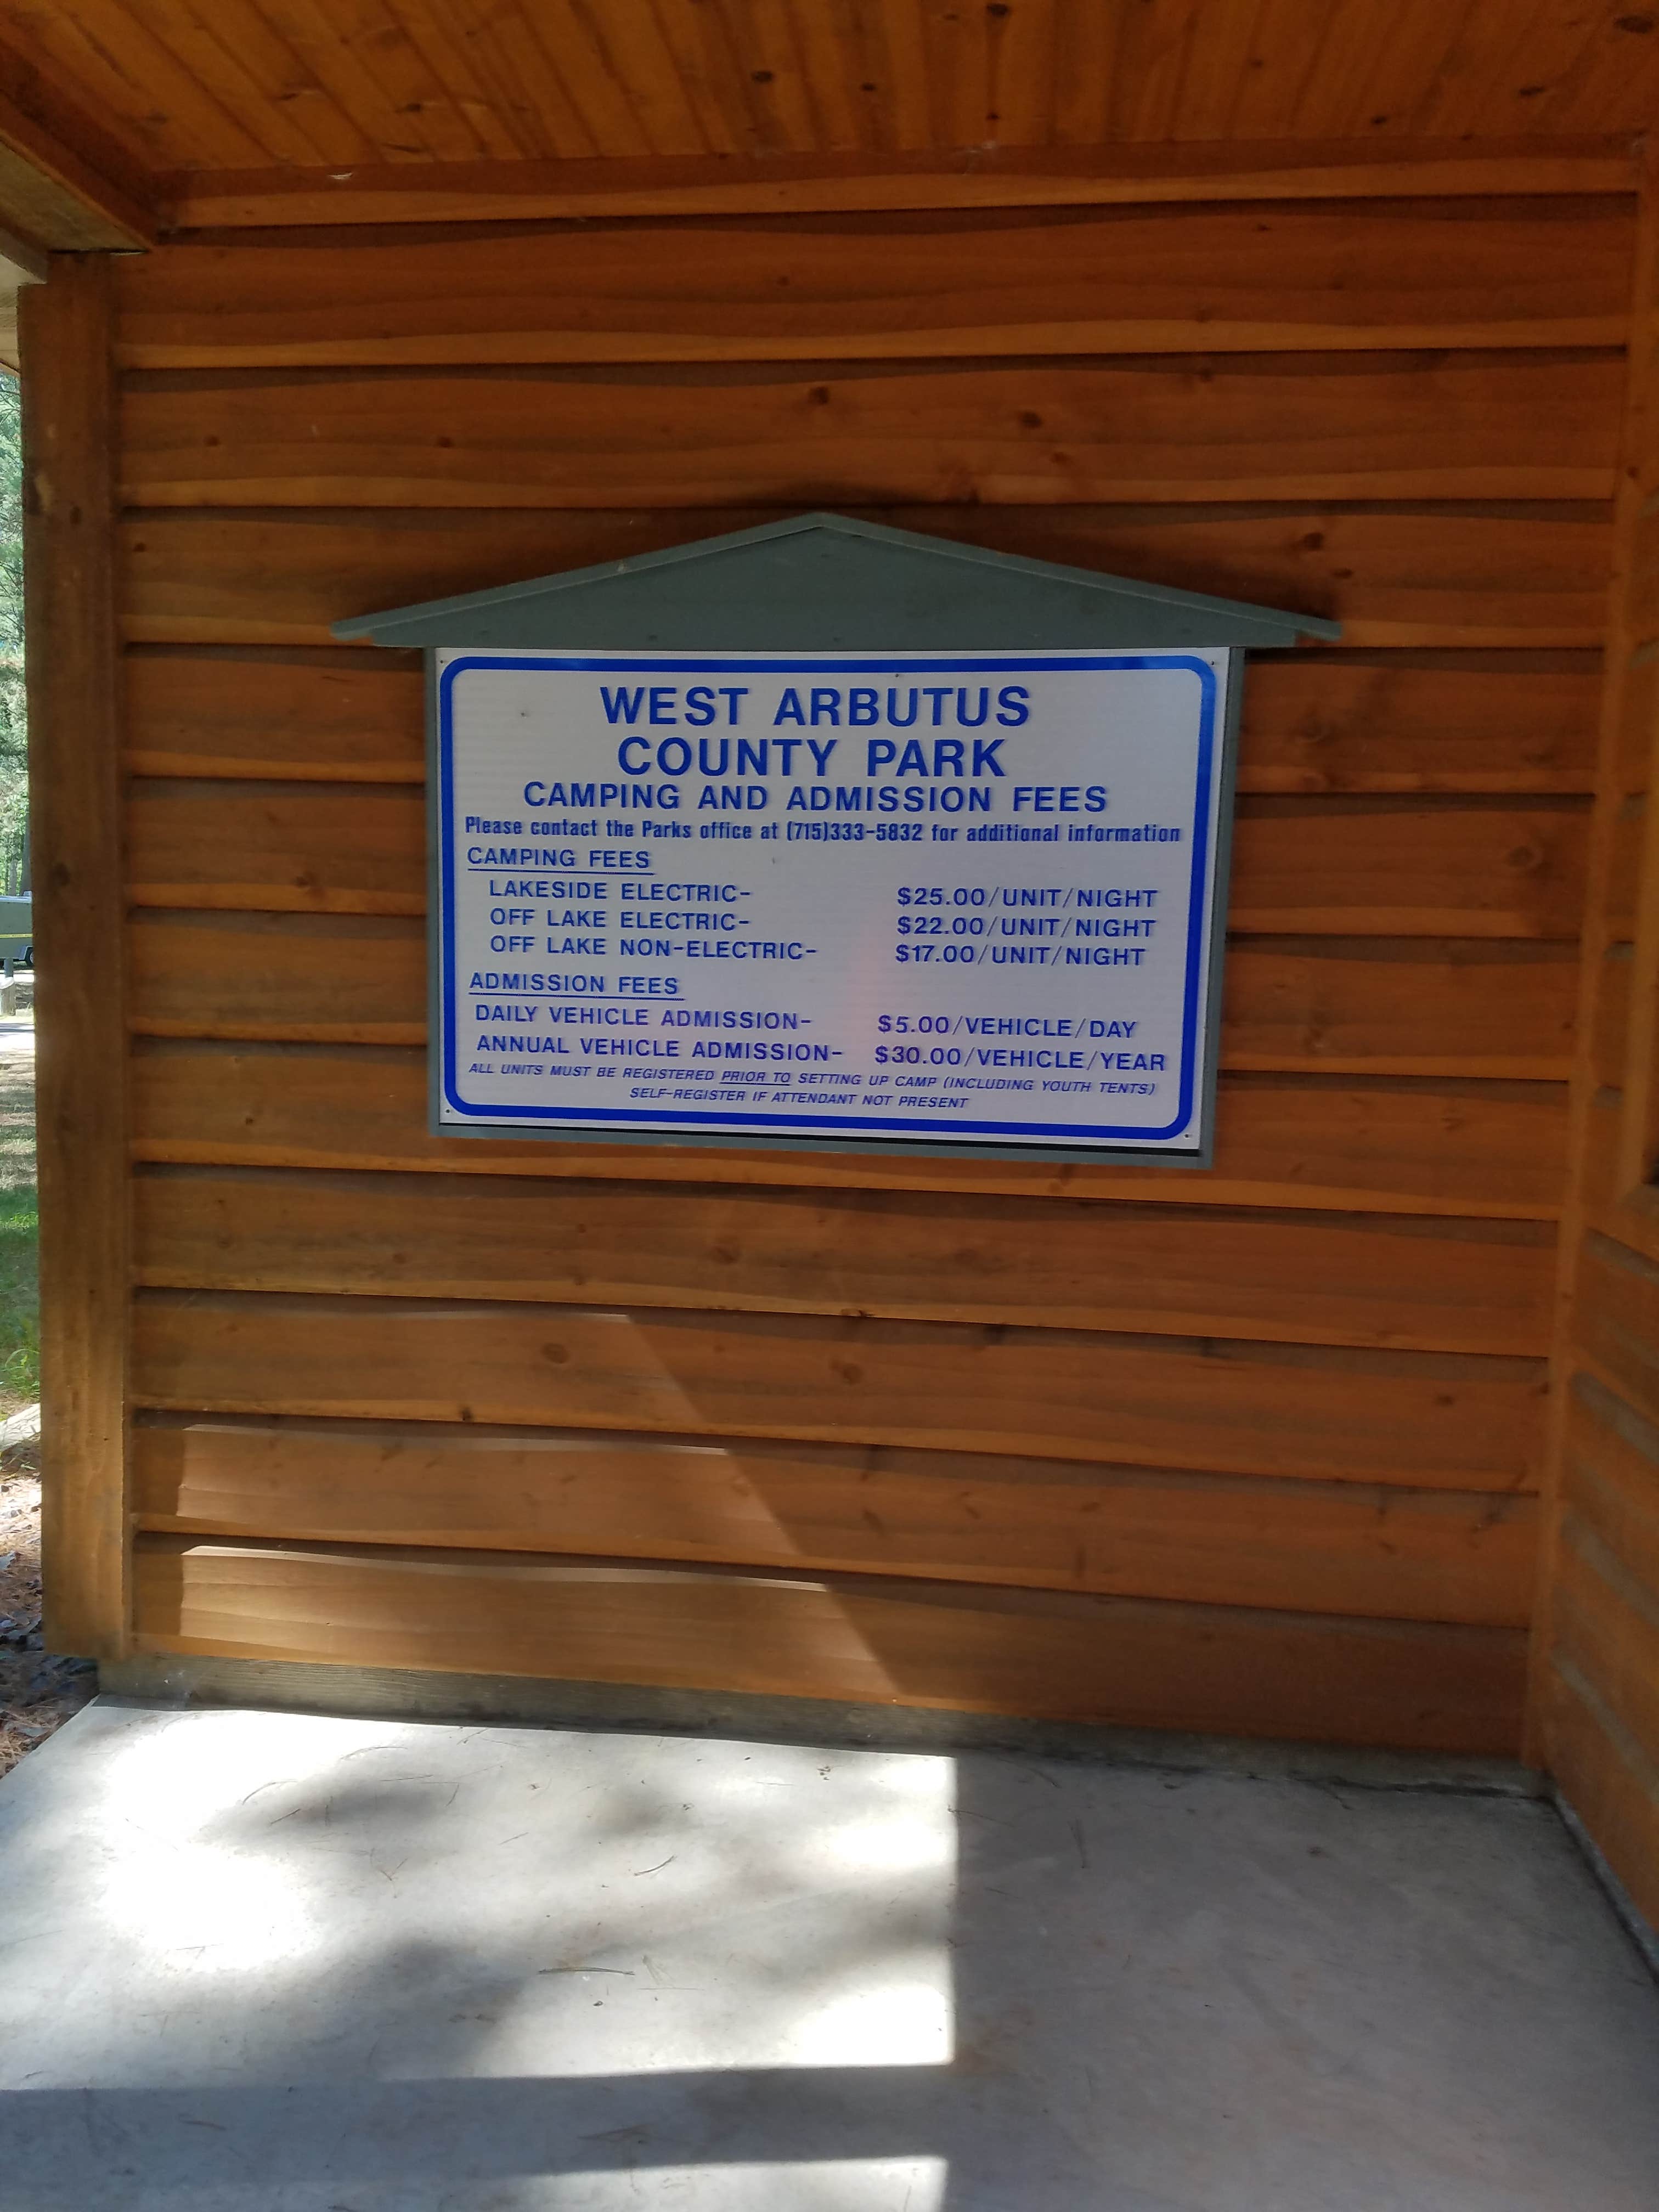 WEST ARBUTUS
COUNTY PARK
CAMPING AND ADMISSION FEES
Please contact the Parks office at (715)333-5832 for additional information
CAMPING FEES
LAKESIDE ELECTRIC- $25.00/UNIT/NIGHT
OFF LAKE ELECTRIC- $22.00/UNIT/NIGHT
OFF LAKE NON-ELECTRIC- $17.00/UNIT/NIGHT
ADMISSION FEES
DAILY VEHICLE ADMISSION- $5.00/VEHICLE/DAY
ANNUAL VEHICLE ADMISSION- $30.00/VEHICLE/YEAR
ALL UNITS MUST BE REGISTERED PRIOR TO SETTING UP CAMP (INCLUDING YOUTH TENTS)
SELF-REGISTER IF ATTENDANT NOT PRESENT